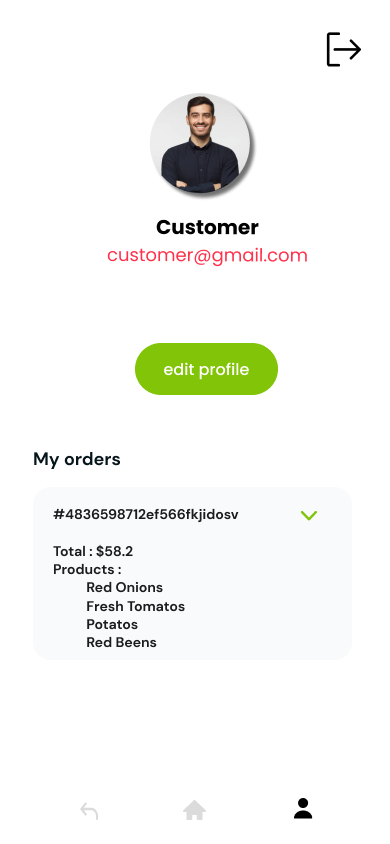 Customer
customer@gmail.com
edit profile
My orders
#4836598712ef566fkjidosv
Total : $58.2
Products :
Red Onions
Fresh Tomatos
Potatos
Red Beens